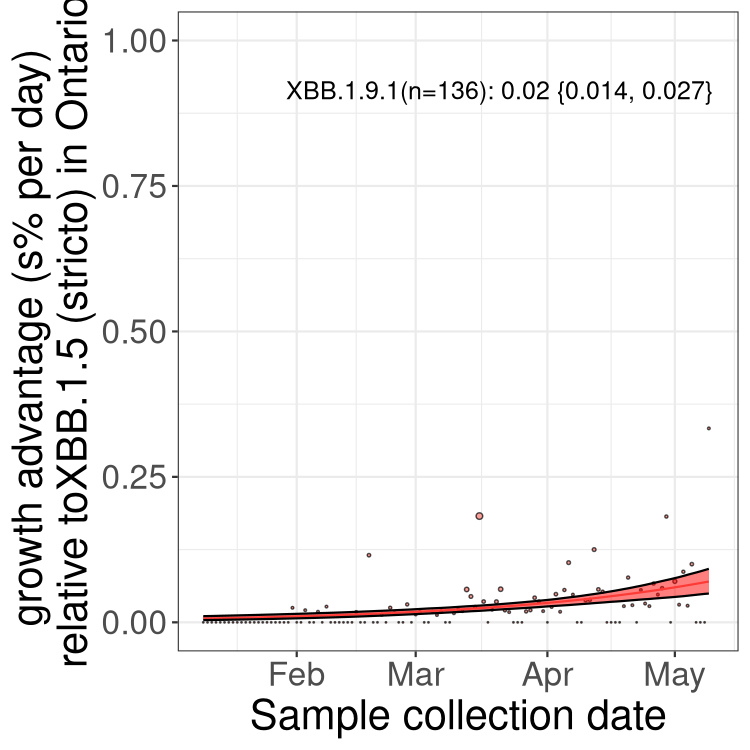 growth advantage (s% per day)
relative toXBB.1.5 (stricto) in Ontario
1.00
0.75
0.50
0.25
0.00
XBB.1.9.1(n=136): 0.02 {0.014, 0.027}
Feb Mar Apr May
Sample collection date